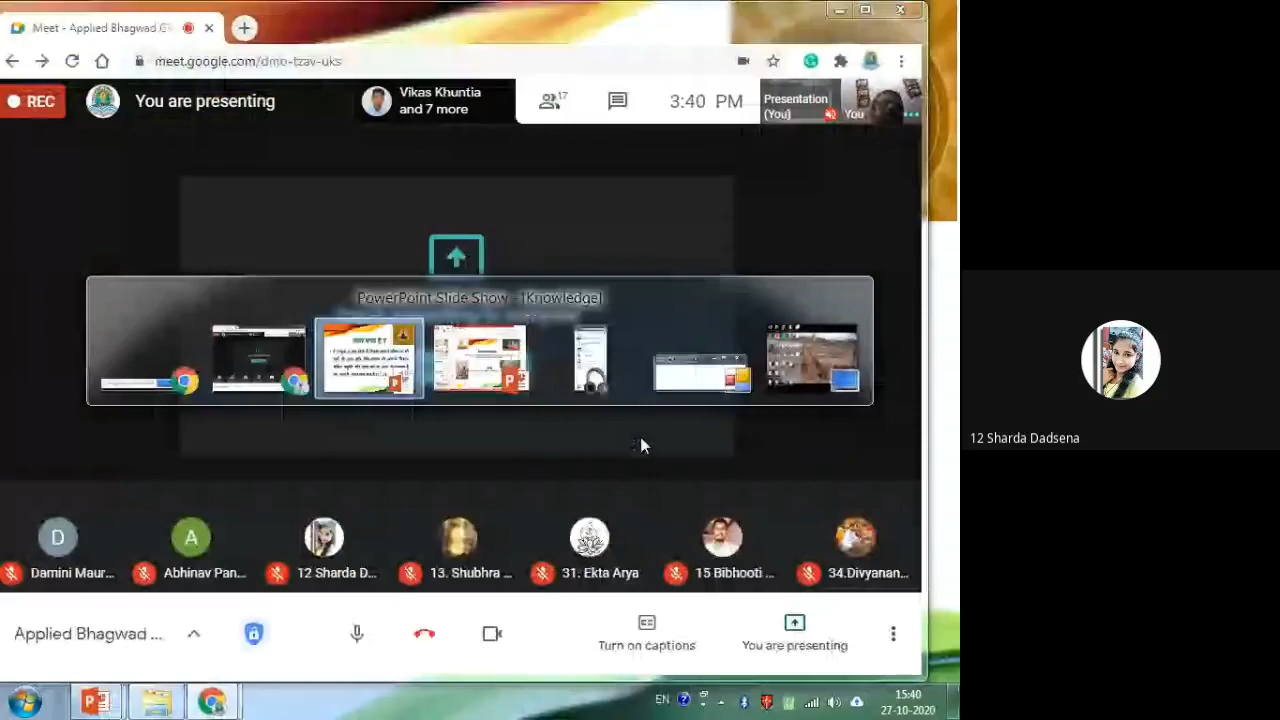 Meet - Applied Bhagwad G
meet.google.com/dmb-tzav-uks
REC
You are presenting
Vikas Khuntia
and 7 more
17
3:40 PM
Presentation
(You)
You
PowerPoint Slide Show - [Knowledge]
12 Sharda Dadsena
D
Damini Maur...
A
Abhinav Pan...
12 Sharda D...
13. Shubhra ...
31. Ekta Arya
15 Bibhooti ...
34.Divyanan...
Applied Bhagwad ...
Turn on captions
You are presenting
EN
15:40
27-10-2020